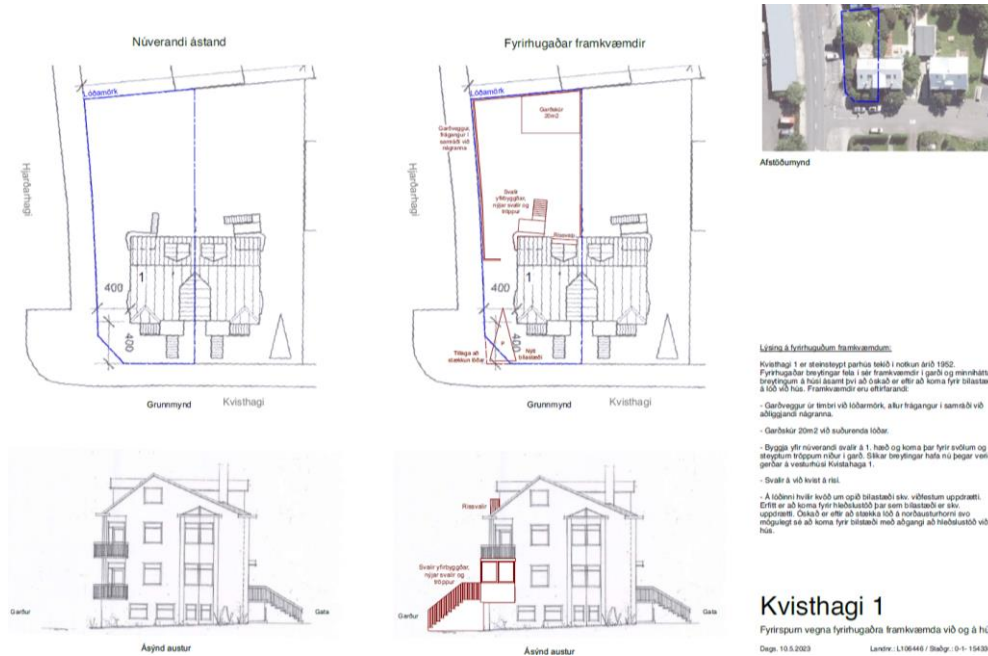 Núverandi ástand
Lóðamörk
Hjarðarhagi
1
400
400
Grunnmynd
Kvisthagi
Fyrirhugaðar framkvæmdir
Lóðamörk
Garðskúr
20m2
Garðveggur,
frágangur í
samráði við
nágranna
Hjarðarhagi
Svalir
yfirbyggðar,
nýjar svalir og
tröppur
Rissvalir
1
400
400
P
Tillaga að
stækkun lóðar
Nýtt
bílastæði
Grunnmynd
Kvisthagi
Garður
Gata
Ásýnd austur
Rissvalir
Svalir yfirbyggðar,
nýjar svalir og
tröppur
Garður
Gata
Ásýnd austur
Afstöðumynd
Lýsing á fyrirhuguðum framkvæmdum:
Kvisthagi 1 er steinsteypt parhús tekið í notkun árið 1952.
Fyrirhugaðar breytingar fela í sér framkvæmdir í garði og minnihátta
breytingum á húsi ásamt því að óskað er eftir að koma fyrir bílastæ
á lóð við hús. Framkvæmdir eru eftirfarandi:
- Garðveggur úr timbri við lóðarmörk, allur frágangur í samráði við
aðliggjandi nágranna.
- Garðskúr 20m2 við suðurenda lóðar.
- Byggja yfir núverandi svalir á 1. hæð og koma þar fyrir svölum og
steyptum tröppum niður í garð. Slíkar breytingar hafa nú þegar veri
gerðar á vesturhúsi Kvistahaga 1.
- Svalir á við kvist á risi.
- Á lóðinni hvílir kvöð um opið bílastæði skv. viðfestum uppdrætti.
Erfitt er að koma fyrir hleðslustöð þar sem bílastæði er skv.
uppdrætti. Óskað er eftir að stækka lóð á norðausturhorni svo
mögulegt sé að koma fyrir bílstæði með aðgangi að hleðslustöð við
hús.
Kvisthagi 1
Fyrirspurn vegna fyrirhugaðra framkvæmda við og á hú
Dags. 10.5.2023
Landnr.: L106446 / Staðgr.: 0-1- 15433